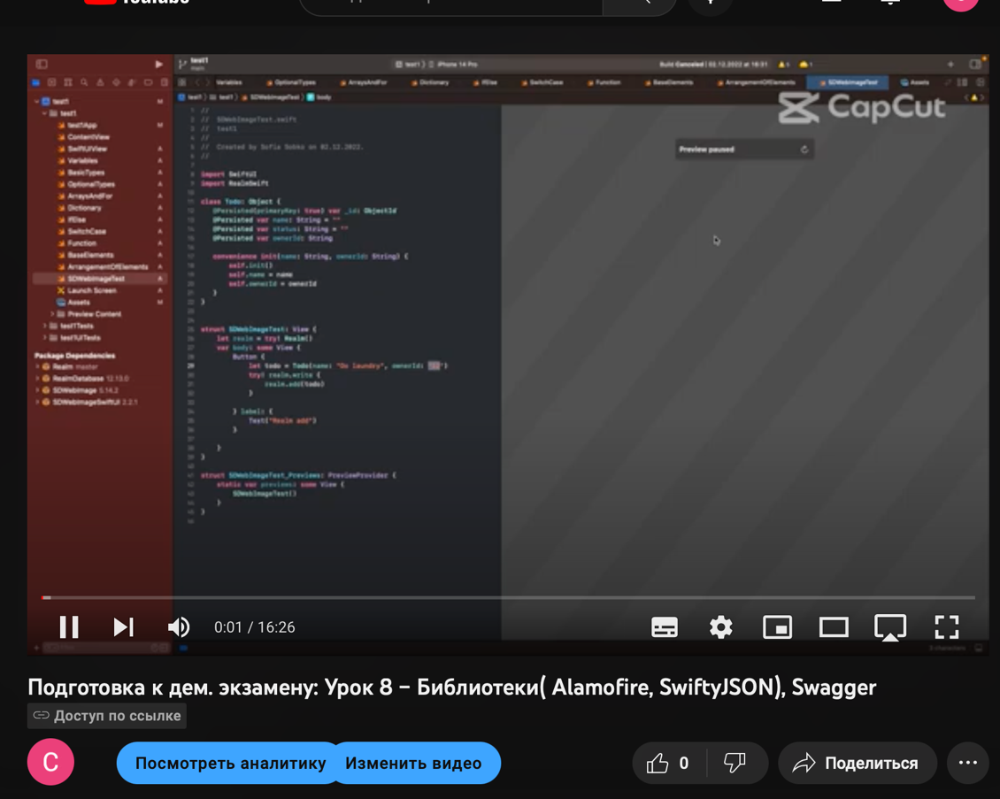 YouTube
test1
main
test1 ⟩ iPhone 14 Pro
Build Canceled | 02.12.2022 at 16:31
Variables
OptionalTypes
ArraysAndFor
Dictionary
IfElse
SwitchCase
Function
BaseElements
ArrangementOfElements
SDWebImageTest
Assets
test1 ⟩ test1 ⟩ SDWebImageTest ⟩ body
test1
test1
test1App
ContentView
SwiftUIView
Variables
BasicTypes
OptionalTypes
ArraysAndFor
Dictionary
IfElse
SwitchCase
Function
BaseElements
ArrangementOfElements
SDWebImageTest
Launch Screen
Assets
Preview Content
test1Tests
test1UITests
Package Dependencies
Realm master
RealmDatabase 12.13.0
SDWebImage 5.14.2
SDWebImageSwiftUI 2.2.1
//
// SDWebImageTest.swift
// test1
//
// Created by Sofia Sobko on 02.12.2022.
//
import SwiftUI
import RealmSwift
class Todo: Object {
@Persisted(primaryKey: true) var _id: ObjectId
@Persisted var name: String = ""
@Persisted var status: String = ""
@Persisted var ownerId: String
convenience init(name: String, ownerId: String) {
self.init()
self.name = name
self.ownerId = ownerId
}
}
struct SDWebImageTest: View {
let realm = try! Realm()
var body: some View {
Button {
let todo = Todo(name: "Do laundry", ownerId:
try! realm.write {
realm.add(todo)
}
} label: {
Text("Realm add")
}
}
}
struct SDWebImageTest_Previews: PreviewProvider {
static var previews: some View {
SDWebImageTest()
}
}
CapCut
Preview paused
0:01 / 16:26
Подготовка к дем. экзамену: Урок 8 – Библиотеки( Alamofire, SwiftyJSON), Swagger
Доступ по ссылке
С
Посмотреть аналитику
Изменить видео
0
Поделиться